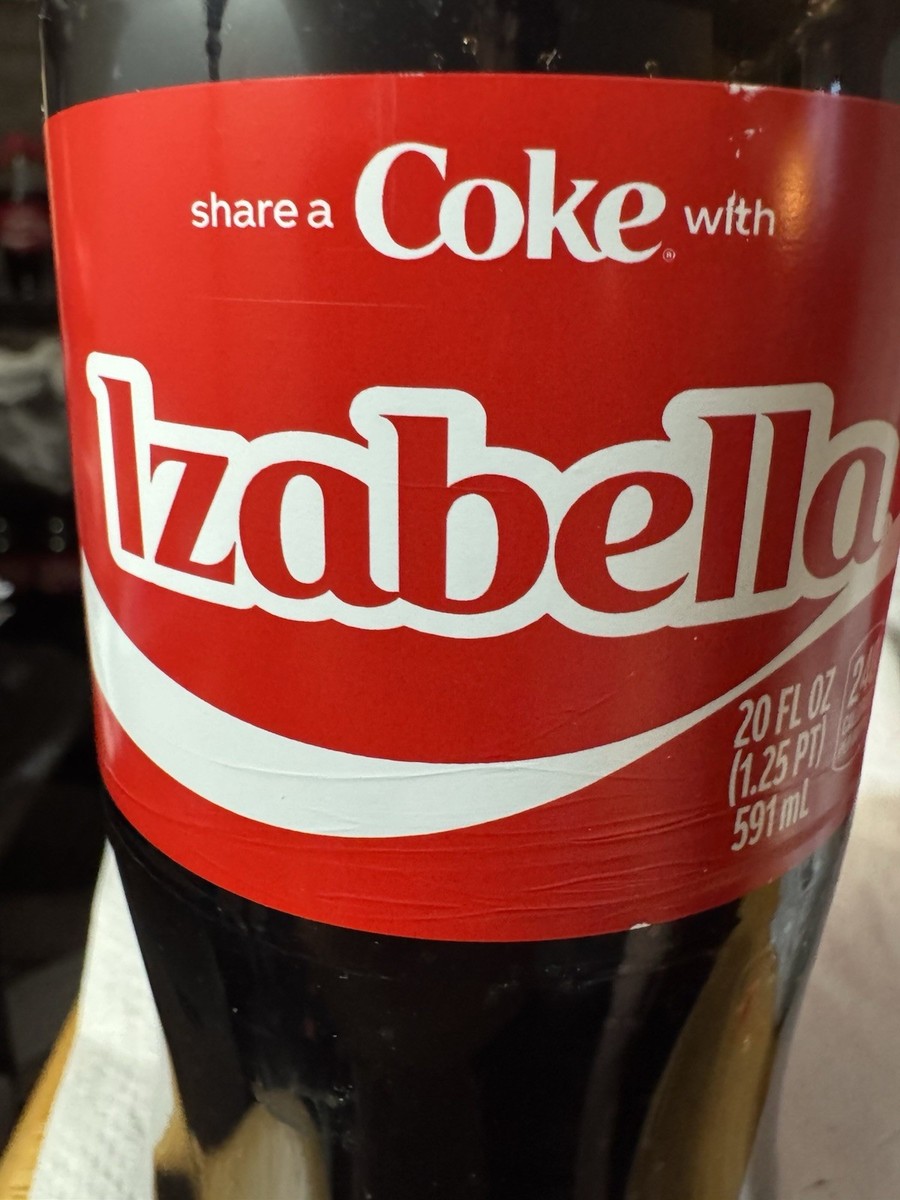 share a Coke® with
Izabella
20 FL OZ
(1.25 PT)
591 mL